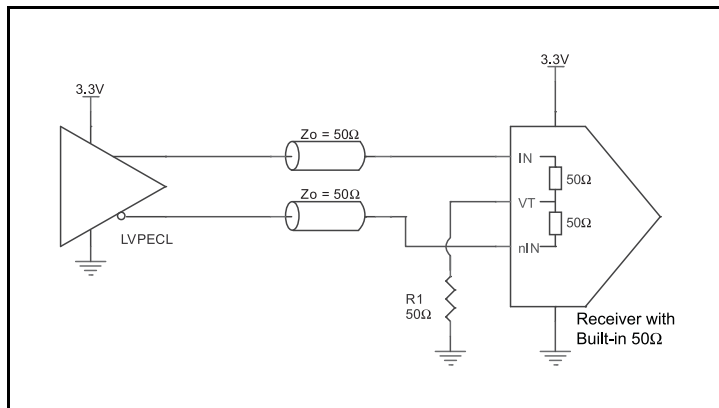 3.3V
3.3V
Zo = 50Ω
IN
50Ω
Zo = 50Ω
VT
50Ω
LVPECL
nIN
R1
50Ω
Receiver with
Built-in 50Ω